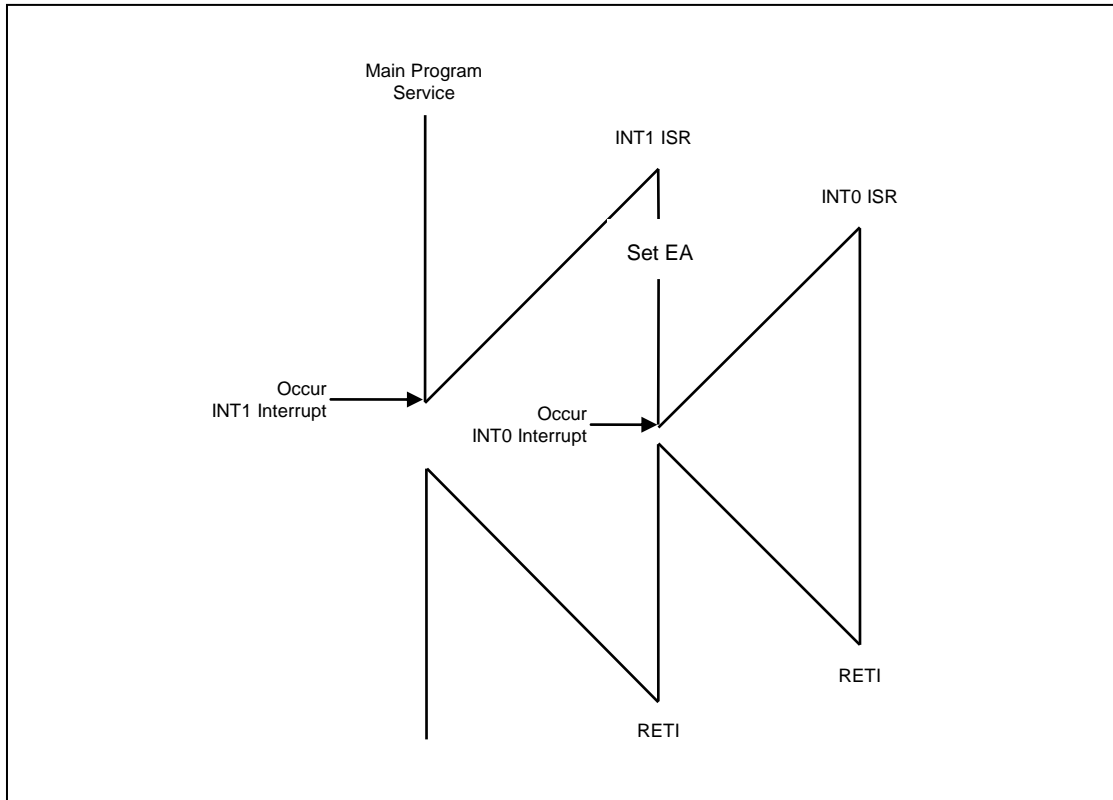 Main Program
Service
INT1 ISR
INT0 ISR
Set EA
Occur
INT1 Interrupt
Occur
INT0 Interrupt
RETI
RETI